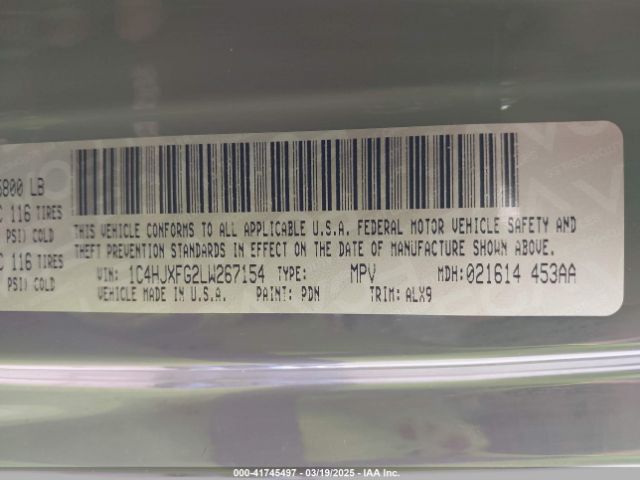 5800 LB
C 116 TIRES
PSI) COLD
C 116 TIRES
PSI) COLD
THIS VEHICLE CONFORMS TO ALL APPLICABLE U.S.A. FEDERAL MOTOR VEHICLE SAFETY AND
THEFT PREVENTION STANDARDS IN EFFECT ON THE DATE OF MANUFACTURE SHOWN ABOVE.
VIN: 1C4HJXFG2LW267154 TYPE: MPV MDH:021614 453AA
VEHICLE MADE IN U.S.A. PAINT: PDN TRIM: ALX9
000-41745497 - 03/19/2025 - IAA Inc.